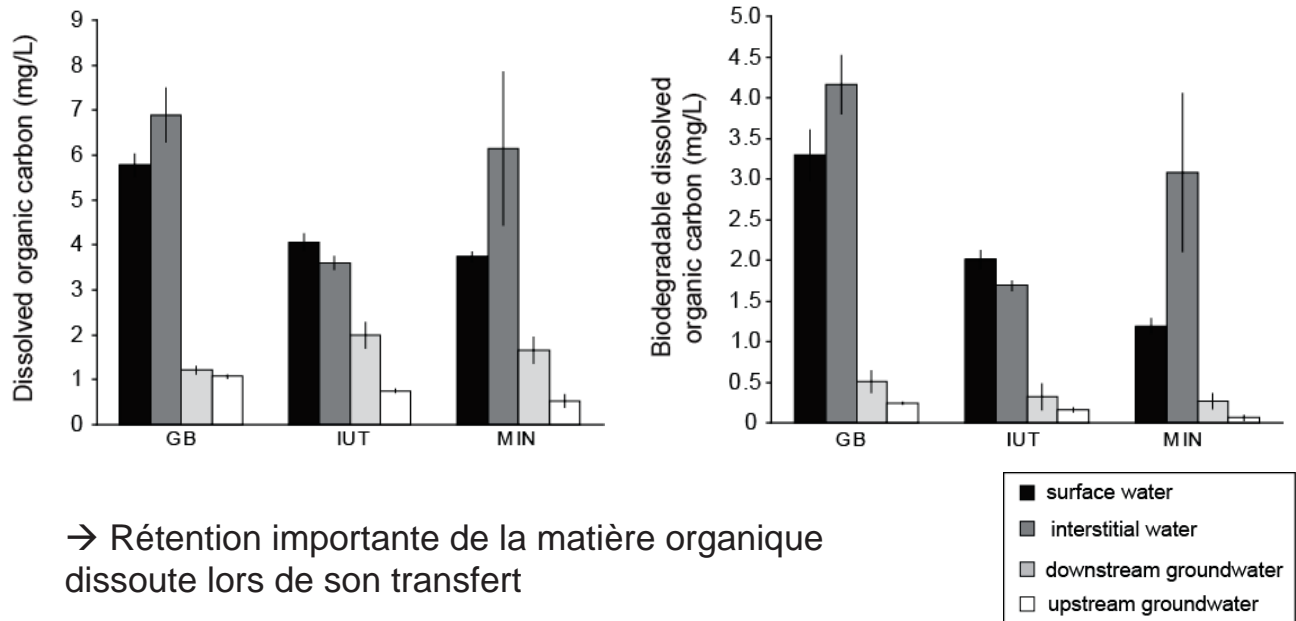 Dissolved organic carbon (mg/L)
9
8
7
6
5
4
3
2
1
0
GB IUT MIN
Biodegradable dissolved
organic carbon (mg/L)
5.0
4.5
4.0
3.5
3.0
2.5
2.0
1.5
1.0
0.5
0
GB IUT MIN
surface water
interstitial water
downstream groundwater
upstream groundwater
→ Rétention importante de la matière organique
dissoute lors de son transfert